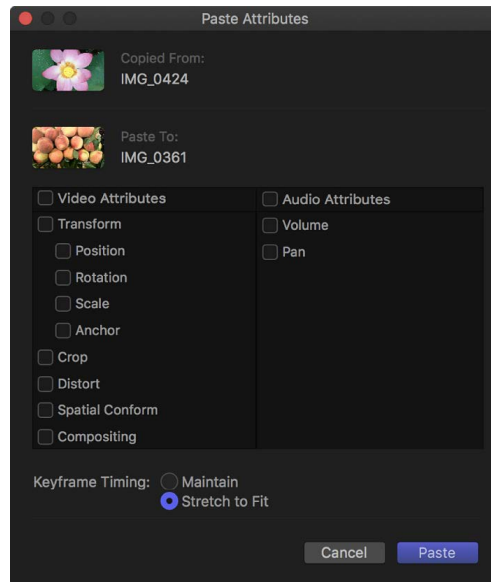 Paste Attributes
Copied From:
IMG_0424
Paste To:
IMG_0361
Video Attributes
Transform
Position
Rotation
Scale
Anchor
Crop
Distort
Spatial Conform
Compositing
Audio Attributes
Volume
Pan
Keyframe Timing: Maintain
Stretch to Fit
Cancel Paste